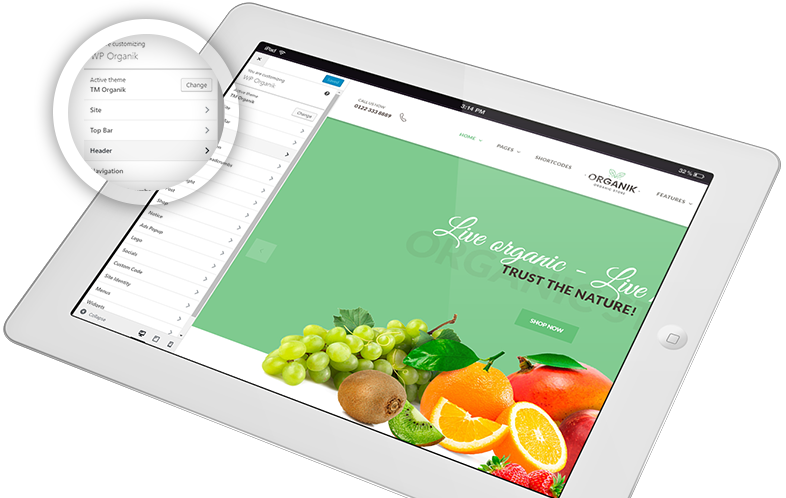 are customizing
WP Organik
Active theme
TM Organik
Change
Site
Top Bar
Header
Navigation
iPad
3:14 PM
32 %
You are customizing
WP Organik
Active theme
TM Organik
Change
Shop
Notice
Ads Popup
Logo
Socials
Custom Code
Site Identity
Menus
Widgets
Collapse
CALL US NOW
0122 333 8889
HOME
PAGES
SHORTCODES
ORGANIK
ORGANIC STORE
FEATURES
Live organic - Live
TRUST THE NATURE!
SHOP NOW